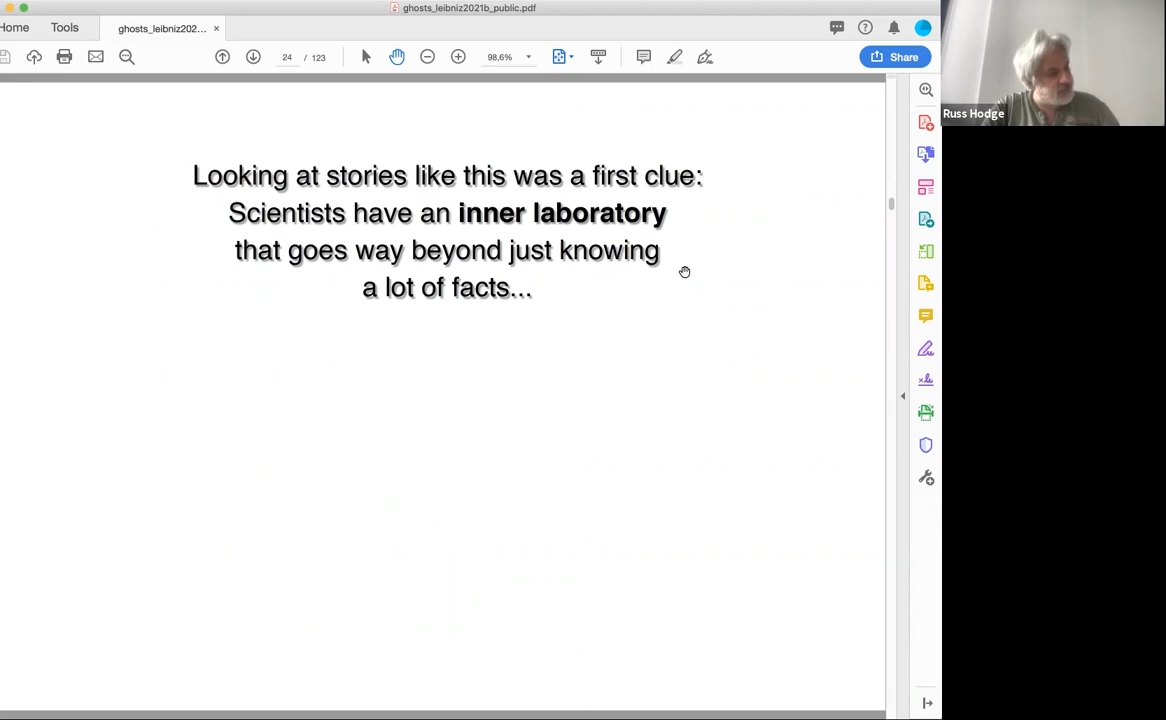 ghosts_leibniz2021b_public.pdf
Home
Tools
ghosts_leibniz202... ×
24 / 123
98,6%
Share
Russ Hodge
Looking at stories like this was a first clue:
Scientists have an inner laboratory
that goes way beyond just knowing
a lot of facts...